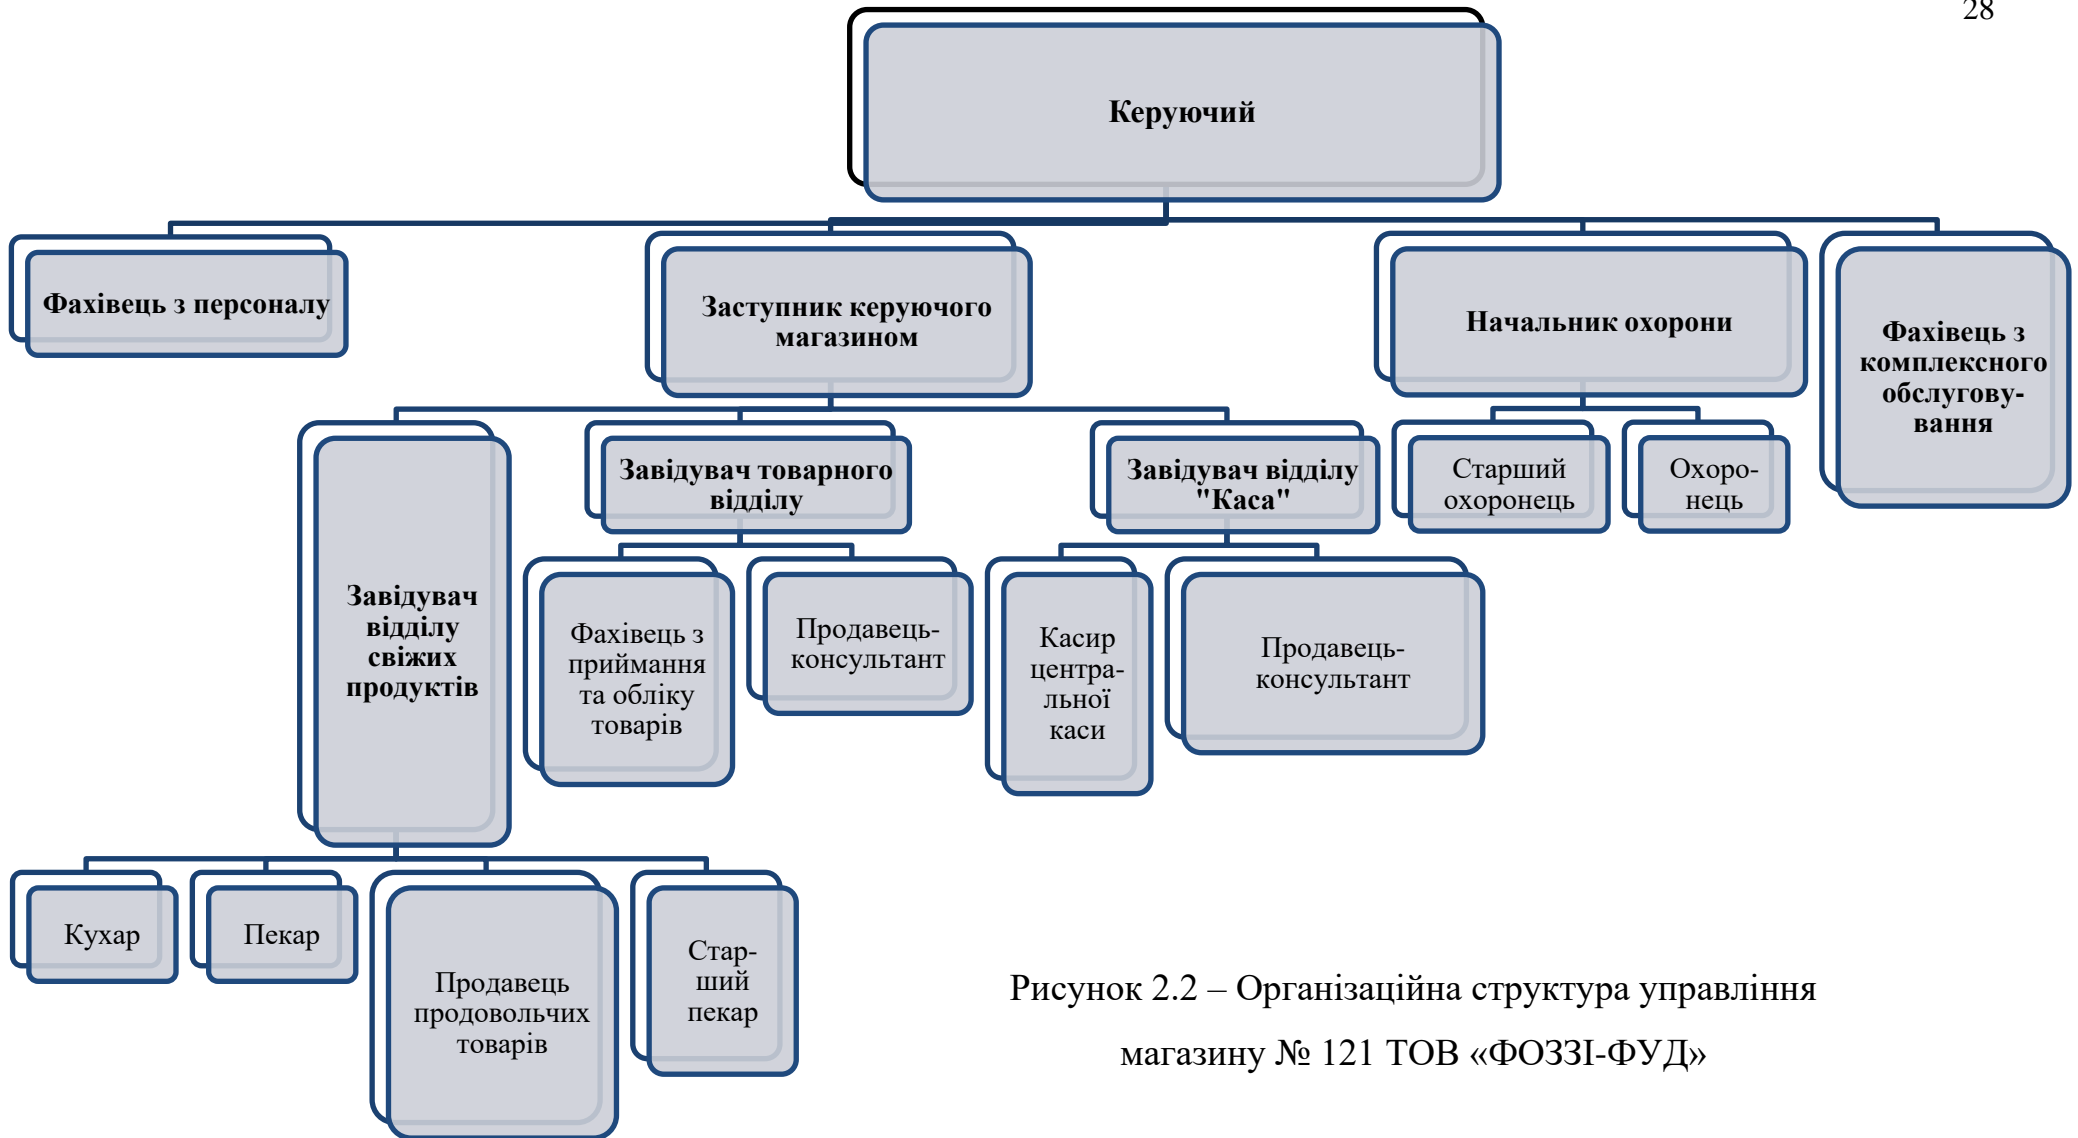 28
Керуючий
Фахівець з персоналу
Заступник керуючого
магазином
Начальник охорони
Фахівець з
комплексного
обслугову-
вання
Завідувач
відділу
свіжих
продуктів
Завідувач товарного
відділу
Завідувач відділу
"Каса"
Старший
охоронець
Охоро-
нець
Фахівець з
приймання
та обліку
товарів
Продавець-
консультант
Касир
центра-
льної
каси
Продавець-
консультант
Кухар
Пекар
Продавець
продовольчих
товарів
Стар-
ший
пекар
Рисунок 2.2 – Організаційна структура управління
магазину № 121 ТОВ «ФОЗЗІ-ФУД»